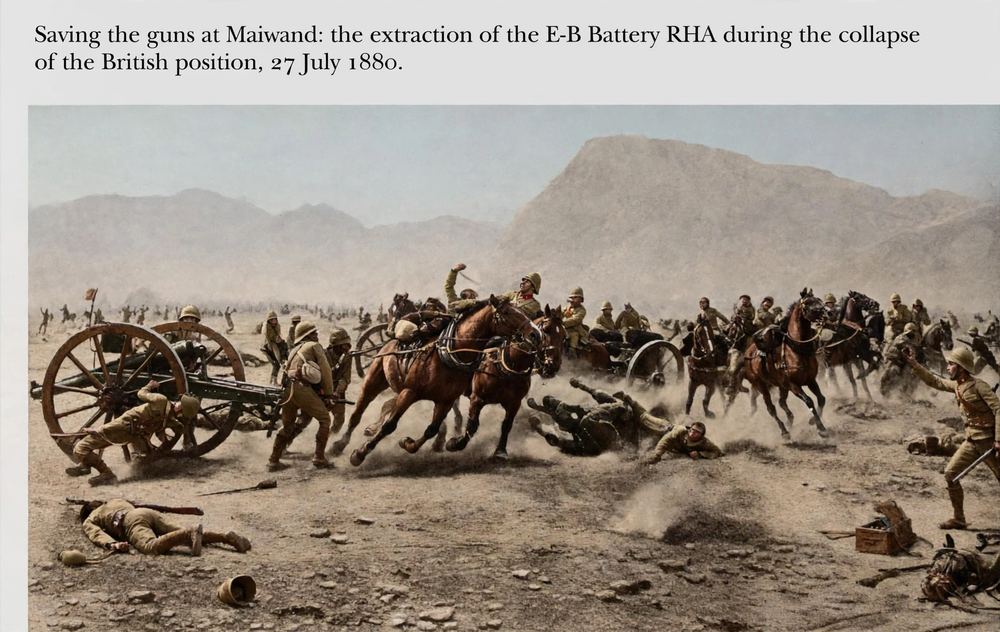 Saving the guns at Maiwand: the extraction of the E-B Battery RHA during the collapse
of the British position, 27 July 1880.